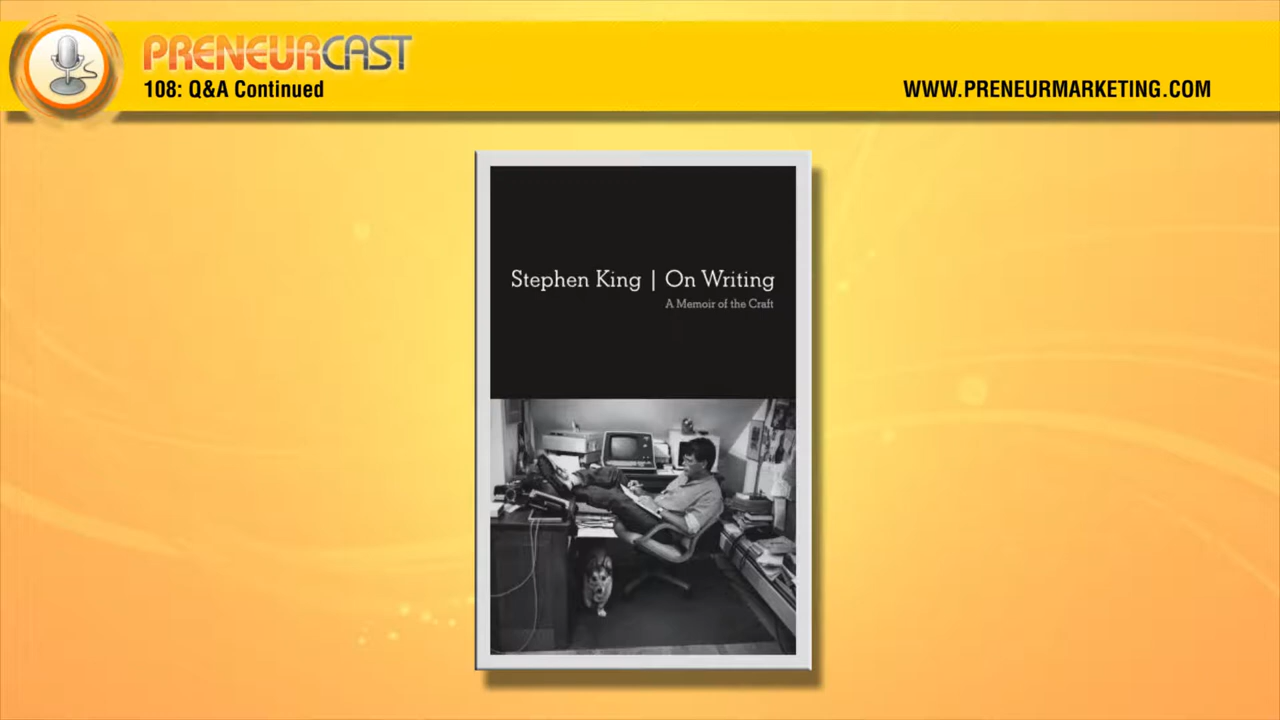 PRENEURCAST
108: Q&A Continued
WWW.PRENEURMARKETING.COM
Stephen King | On Writing
A Memoir of the Craft